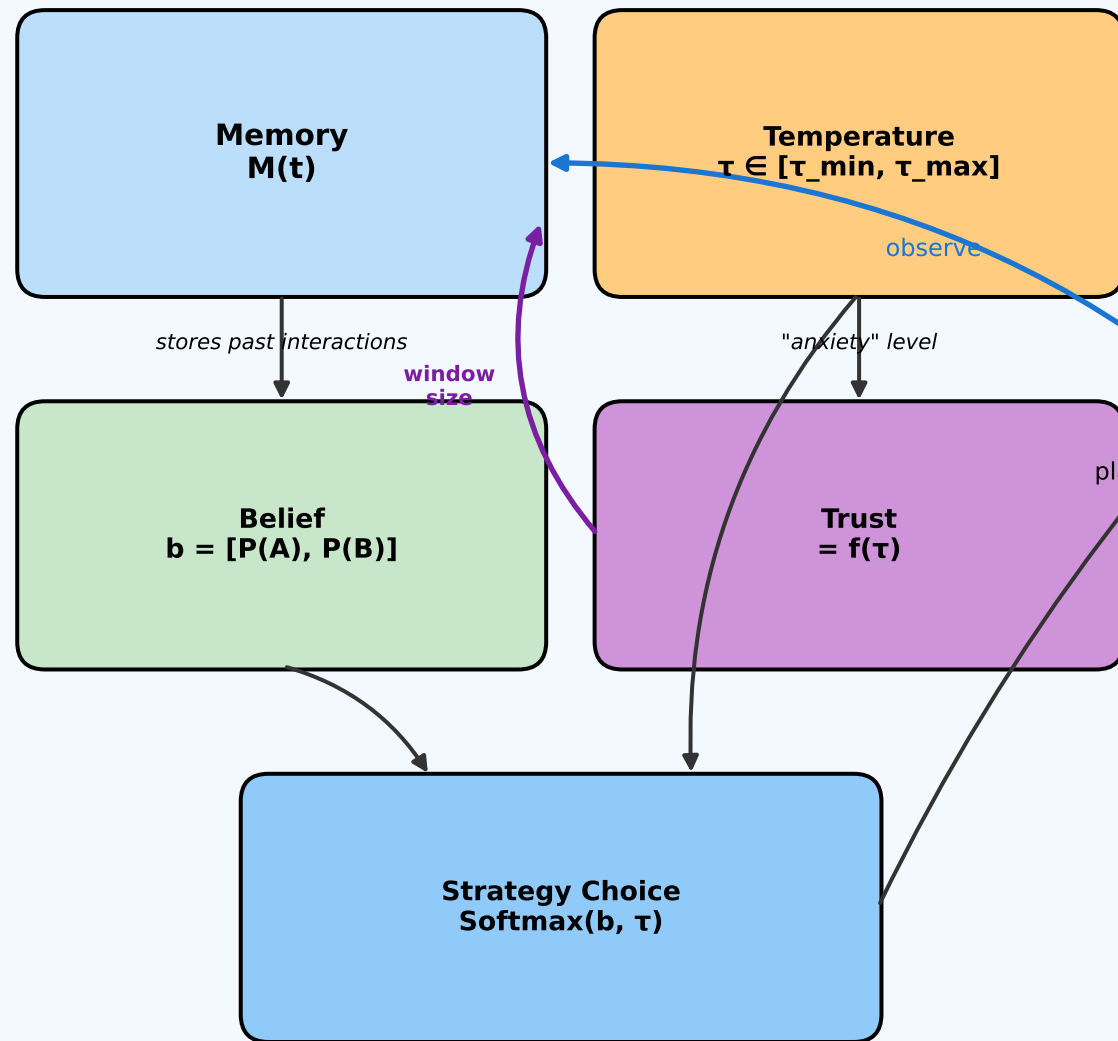 Memory
M(t)
Temperature
τ ∈ [τ_min, τ_max]
observe
stores past interactions
"anxiety" level
window
size
Belief
b = [P(A), P(B)]
Trust
= f(τ)
Strategy Choice
Softmax(b, τ)